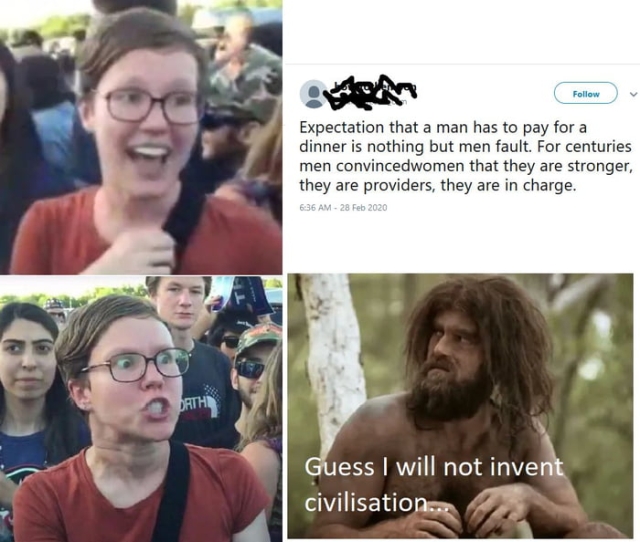 Follow
Expectation that a man has to pay for a
dinner is nothing but men fault. For centuries
men convincedwomen that they are stronger,
they are providers, they are in charge.
6:36 AM - 28 Feb 2020
ORTH
Guess I will not invent
civilisation...